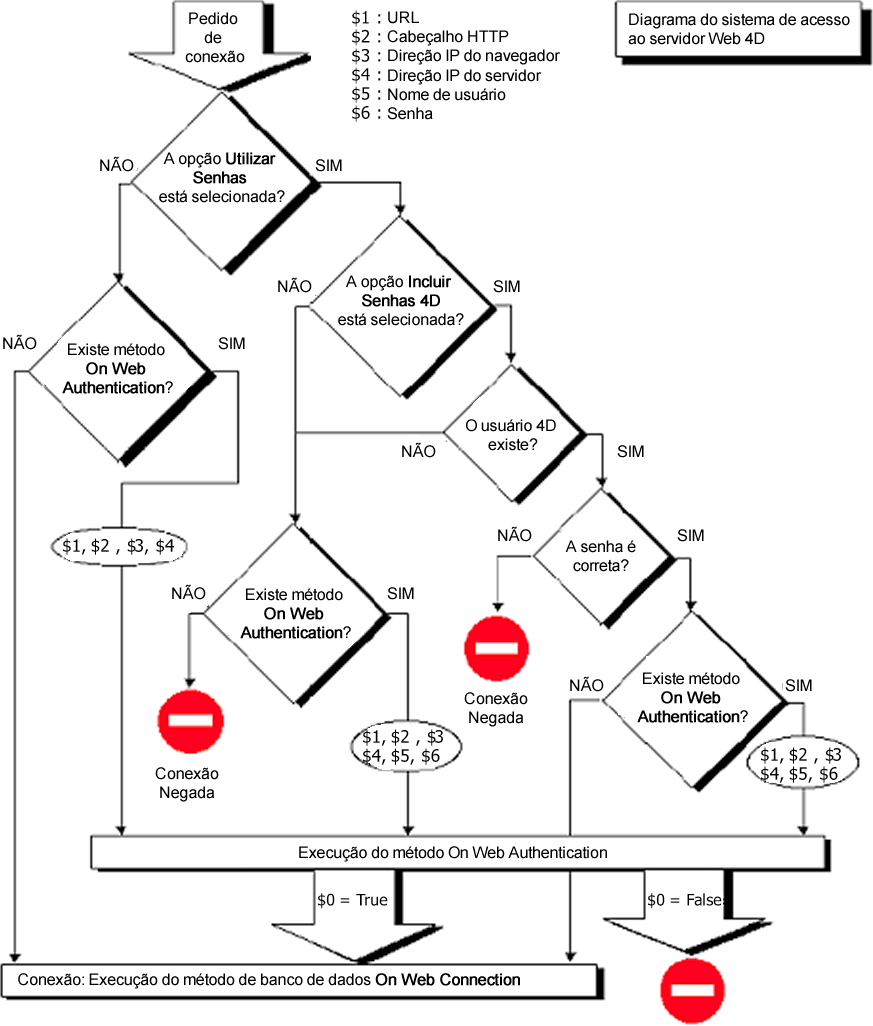 Pedido
de
conexão
$1 : URL
$2 : Cabeçalho HTTP
$3 : Direção IP do navegador
$4 : Direção IP do servidor
$5 : Nome de usuário
$6 : Senha
Diagrama do sistema de acesso
ao servidor Web 4D
NÃO
A opção Utilizar
Senhas
está selecionada?
SIM
NÃO
A opção Incluir
Senhas 4D
está selecionada?
SIM
NÃO
Existe método
On Web
Authentication?
SIM
O usuário 4D
existe?
NÃO
SIM
$1, $2 , $3, $4
NÃO
A senha é
correta?
SIM
NÃO
Existe método
On Web
Authentication?
SIM
Conexão
Negada
NÃO
Existe método
On Web
Authentication?
SIM
Conexão
Negada
$1, $2 , $3
$4, $5, $6
$1, $2 , $3
$4, $5, $6
Execução do método On Web Authentication
$0 = True
$0 = False
Conexão: Execução do método de banco de dados On Web Connection